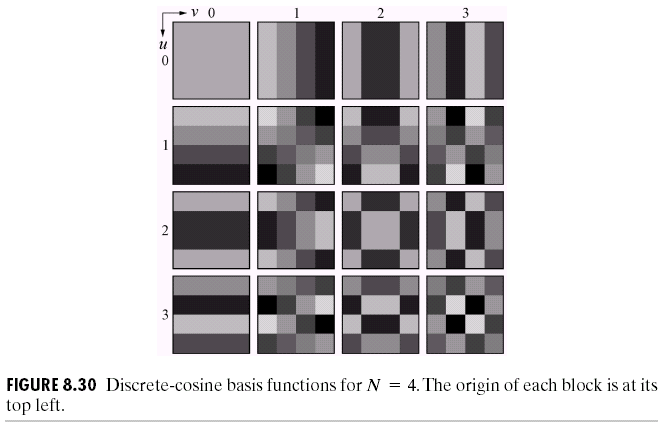 v 0 1 2 3
u
0
1
2
3
FIGURE 8.30 Discrete-cosine basis functions for N = 4. The origin of each block is at its
top left.